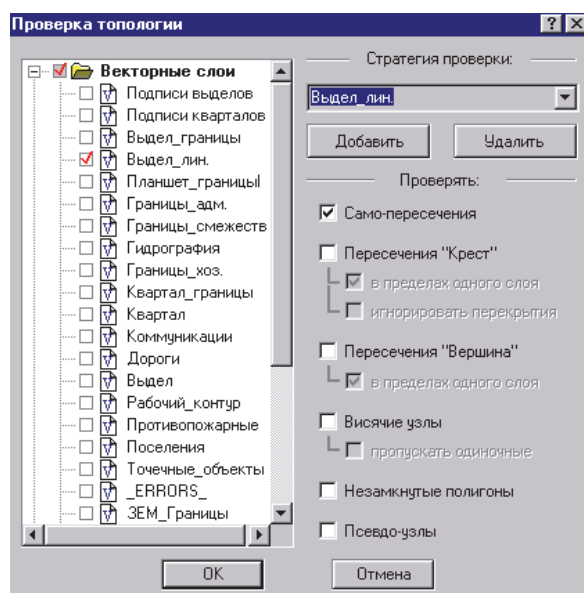 Проверка топологии
Векторные слои
Подписи выделов
Подписи кварталов
Выдел_границы
Выдел_лин.
Планшет_границыl
Границы_адм.
Границы_смежеств
Гидрография
Границы_хоз.
Квартал_границы
Квартал
Коммуникации
Дороги
Выдел
Рабочий_контур
Противопожарные
Поселения
Точечные_объекты
_ERRORS_
ЗЕМ_Границы
Стратегия проверки:
Выдел_лин.
Добавить
Удалить
Проверять:
Само-пересечения
Пересечения "Крест"
в пределах одного слоя
игнорировать перекрытия
Пересечения "Вершина"
в пределах одного слоя
Висячие узлы
пропускать одиночные
Незамкнутые полигоны
Псевдо-узлы
OK
Отмена